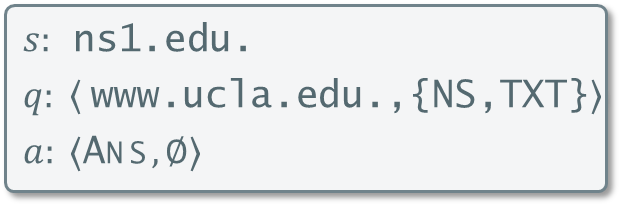 s: ns1.edu.
q: ⟨www.ucla.edu.,{NS,TXT}⟩
a: ⟨ANS,∅⟩